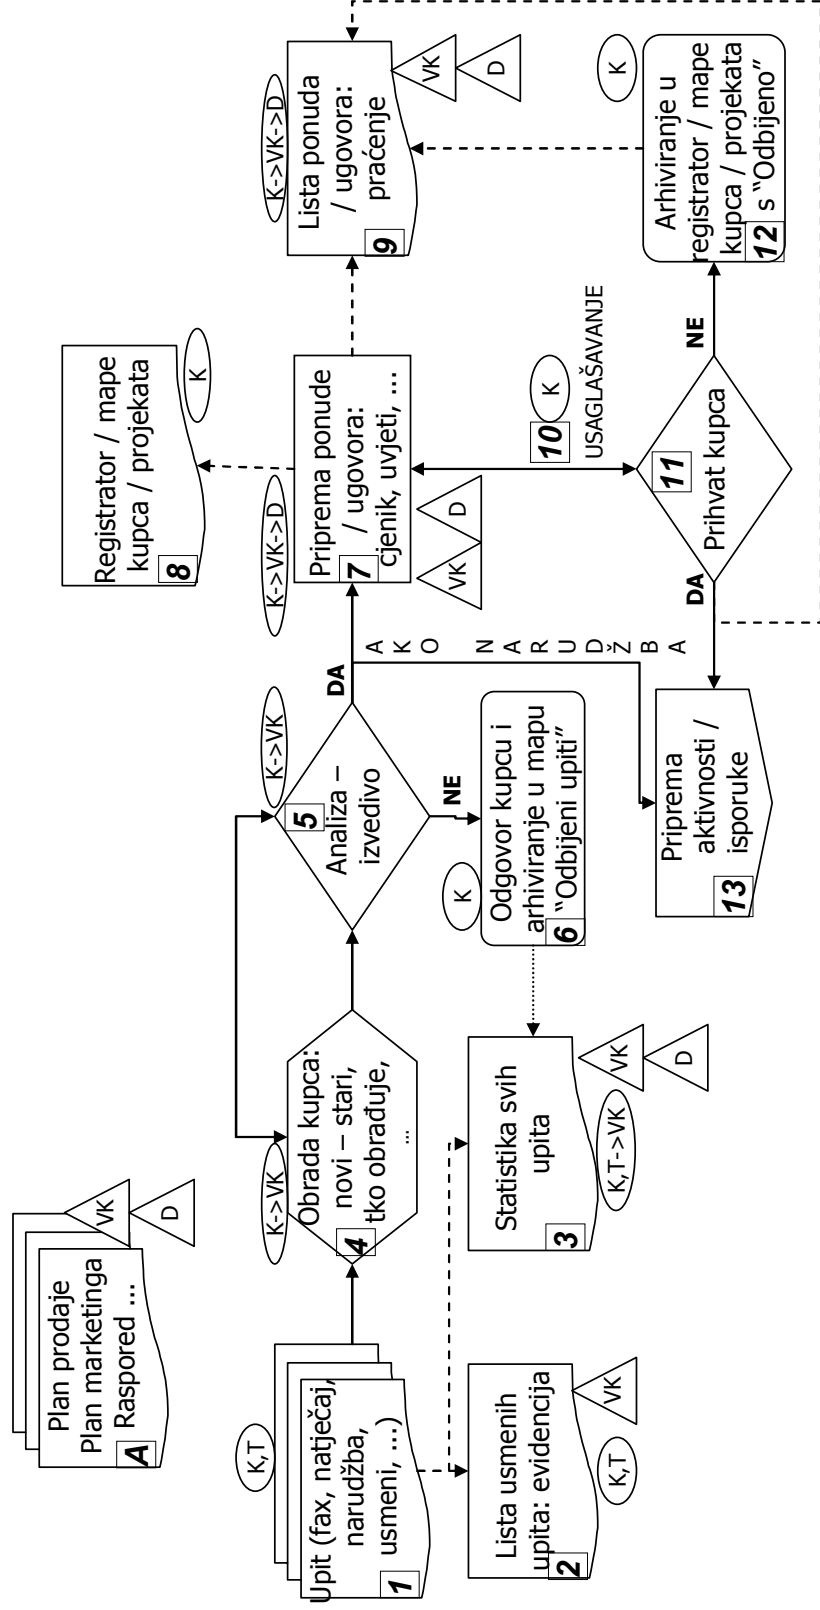 Plan prodaje
Plan marketinga
Raspored ...
A
VK
D
K,T
Upit (fax, natječaj,
narudžba,
usmeni, ...)
1
Lista usmenih
upita: evidencija
2
K,T
VK
Statistika svih
upita
3
K,T->VK
VK
D
K->VK
Obrada kupca:
novi – stari,
tko obrađuje,
...
4
K->VK
5
Analiza –
izvedivo
DA
NE
K
Odgovor kupcu i
arhiviranje u mapu
“Odbijeni upiti”
6
AKO NARUDŽBA
K->VK->D
Priprema ponude
/ ugovora:
cjenik, uvjeti, ...
7
VK
D
Registrator / mape
kupca / projekata
8
K
K->VK->D
Lista ponuda
/ ugovora:
praćenje
9
VK
D
10
K
USAGLAŠAVANJE
11
Prihvat kupca
DA
NE
K
Arhiviranje u
registrator / mape
kupca / projekata
s “Odbijeno”
12
Priprema
aktivnosti /
isporuke
13